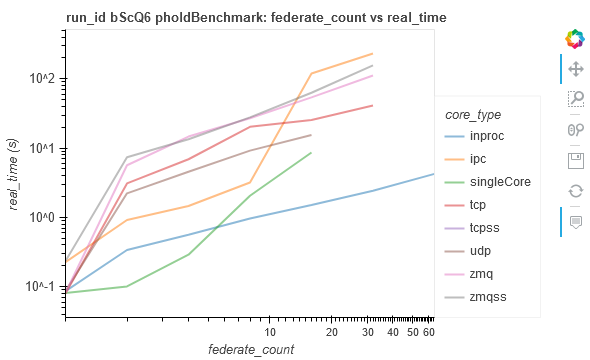 run_id bScQ6 pholdBenchmark: federate_count vs real_time
real_time (s)
10^2
10^1
10^0
10^-1
10
20
30
40
50
60
federate_count
core_type
inproc
ipc
singleCore
tcp
tcpss
udp
zmq
zmqss